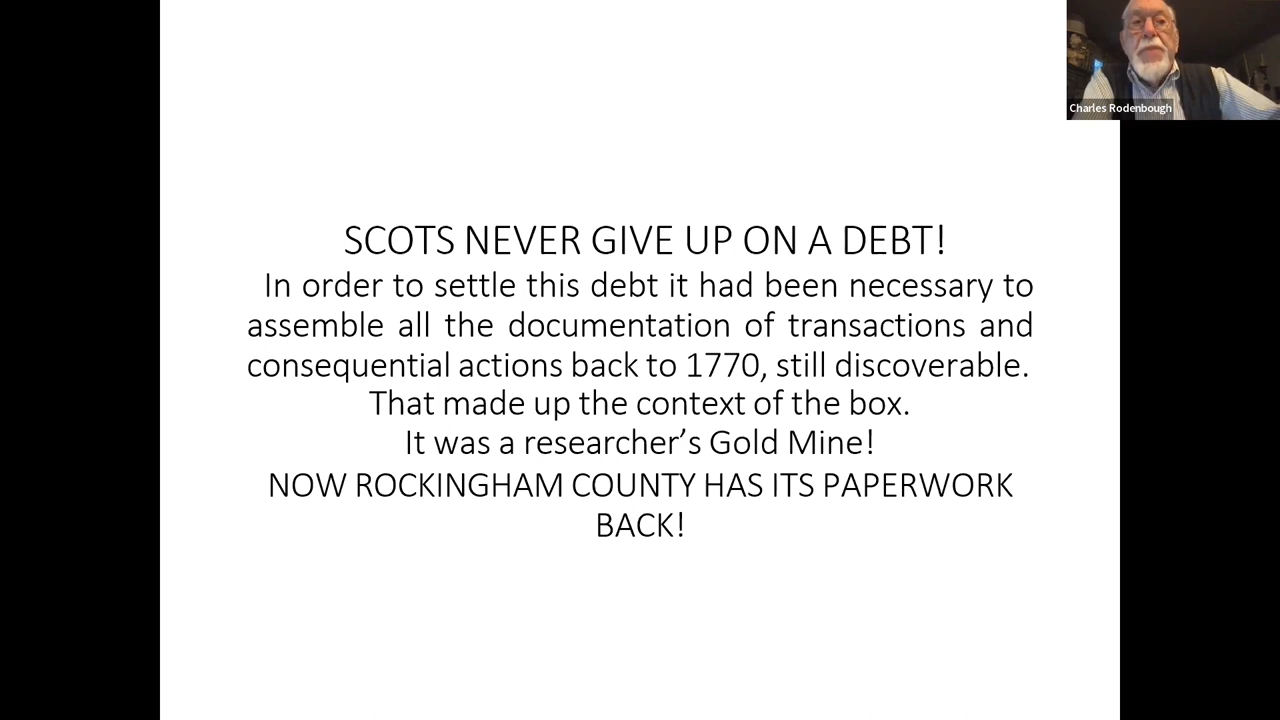 Charles Rodenbough
SCOTS NEVER GIVE UP ON A DEBT!
In order to settle this debt it had been necessary to
assemble all the documentation of transactions and
consequential actions back to 1770, still discoverable.
That made up the context of the box.
It was a researcher’s Gold Mine!
NOW ROCKINGHAM COUNTY HAS ITS PAPERWORK
BACK!